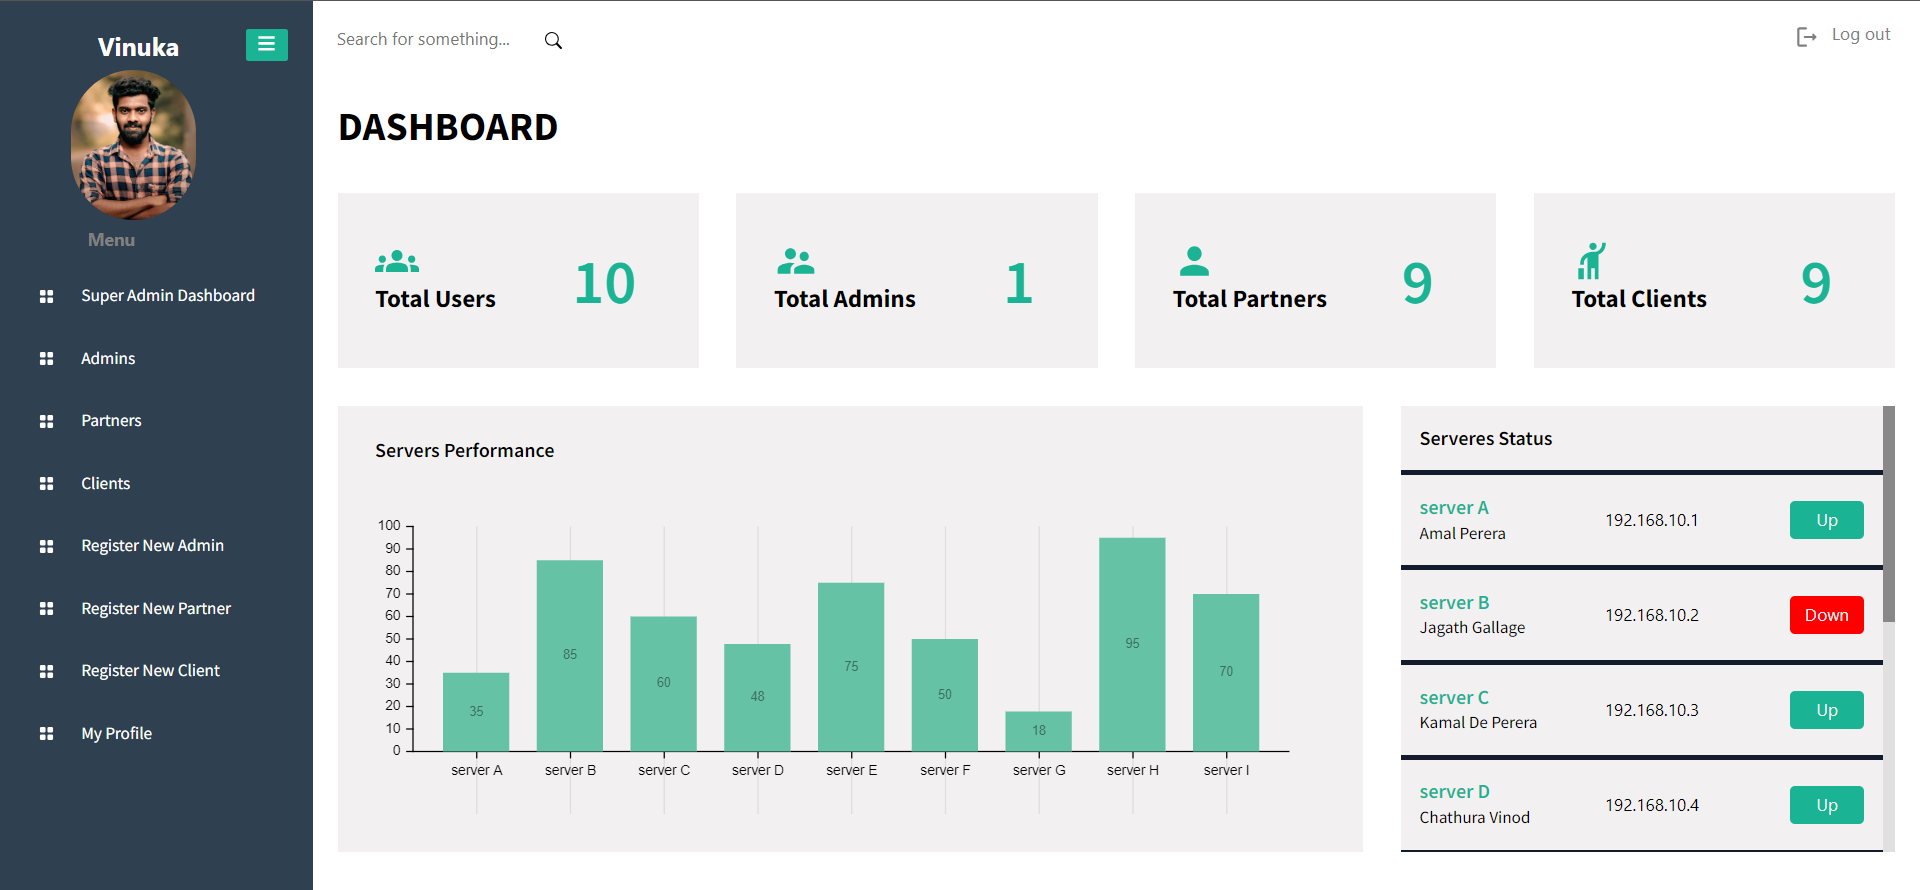 Vinuka
Menu
Super Admin Dashboard
Admins
Partners
Clients
Register New Admin
Register New Partner
Register New Client
My Profile
Search for something...
Log out
DASHBOARD
Total Users
10
Total Admins
1
Total Partners
9
Total Clients
9
Servers Performance
100
90
80
70
60
50
40
30
20
10
0
35
85
60
48
75
50
18
95
70
server A
server B
server C
server D
server E
server F
server G
server H
server I
Serveres Status
server A
Amal Perera
192.168.10.1
Up
server B
Jagath Gallage
192.168.10.2
Down
server C
Kamal De Perera
192.168.10.3
Up
server D
Chathura Vinod
192.168.10.4
Up